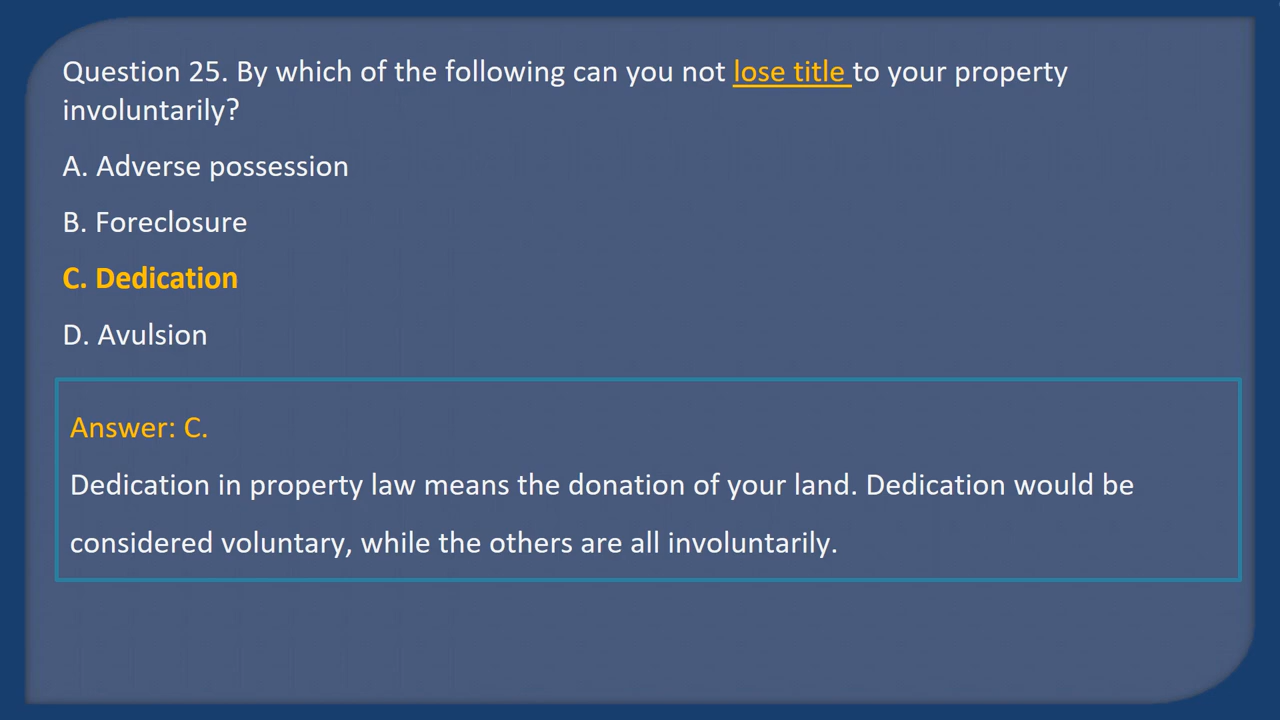 Question 25. By which of the following can you not lose title to your property
involuntarily?
A. Adverse possession
B. Foreclosure
C. Dedication
D. Avulsion
Answer: C.
Dedication in property law means the donation of your land. Dedication would be
considered voluntary, while the others are all involuntarily.